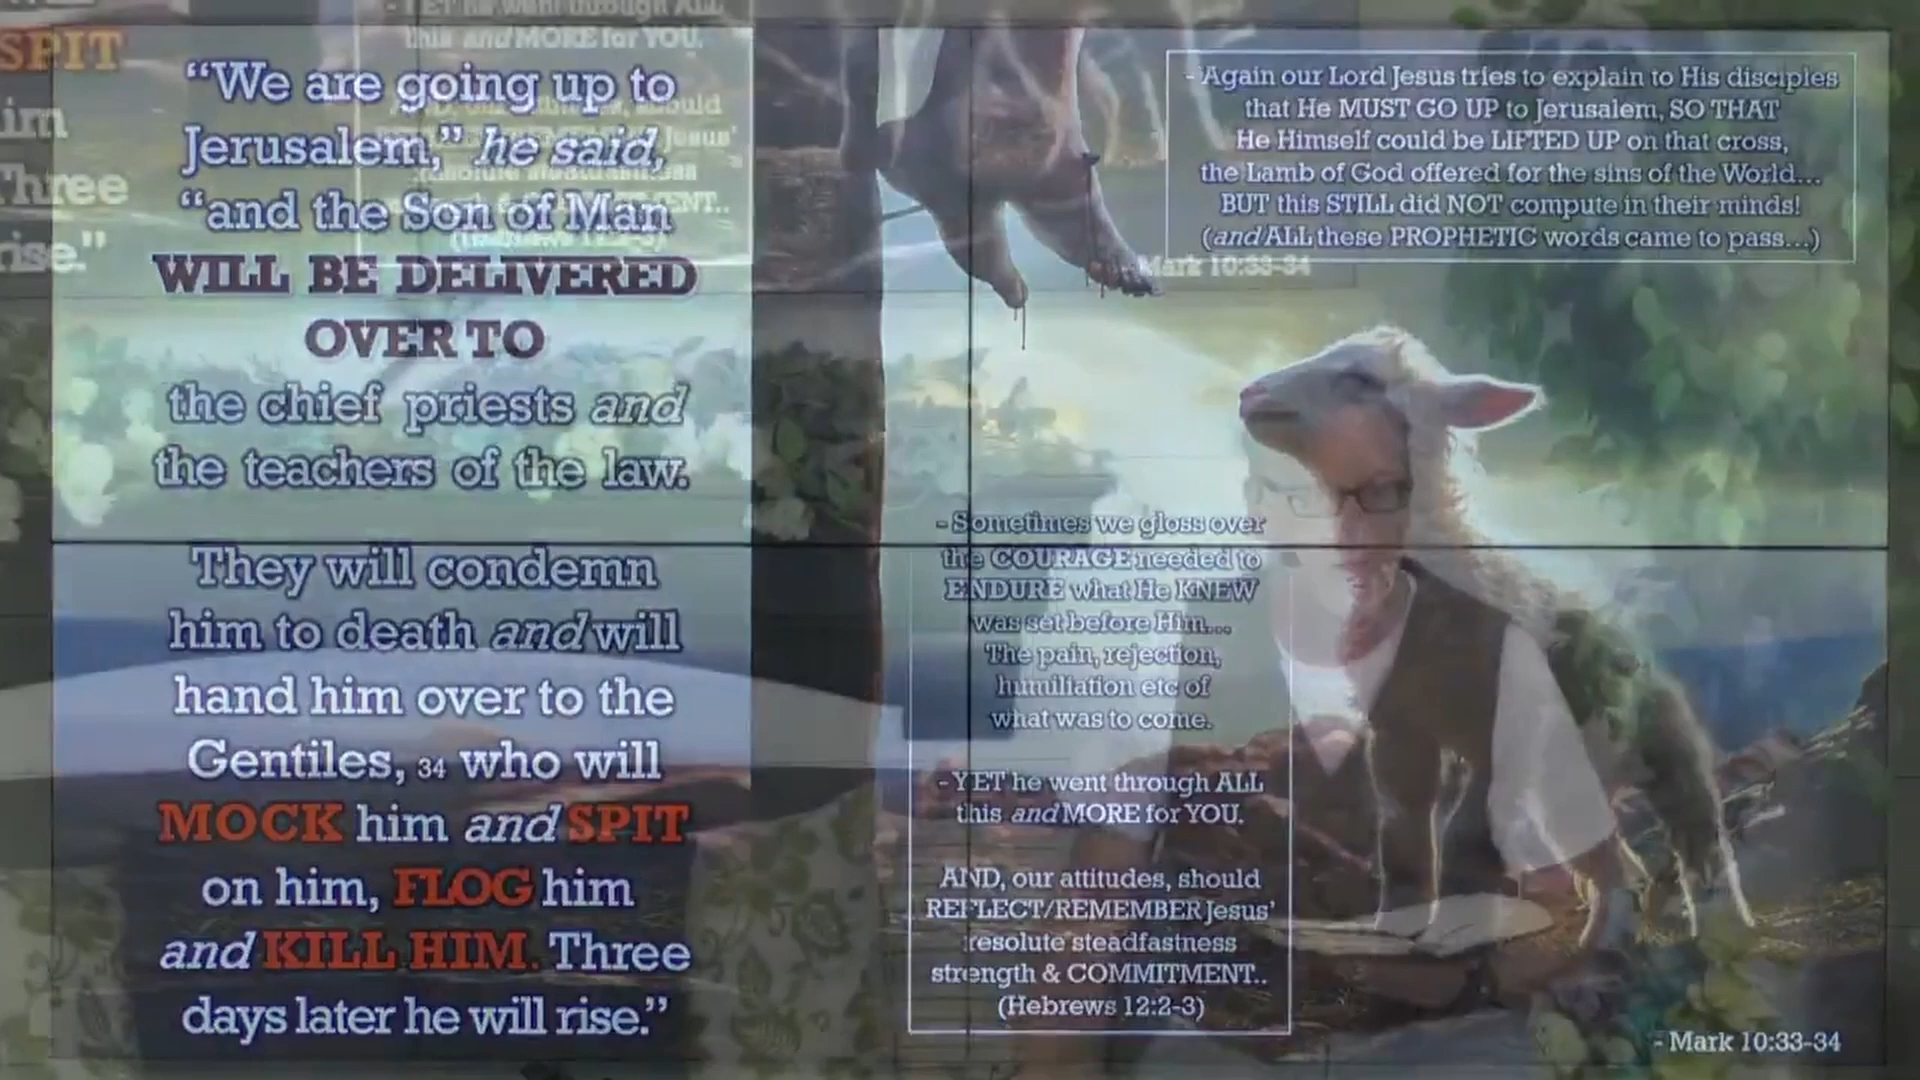 SPIT
im
Three
rise."
this and MORE for YOU.
"We are going up to
Jerusalem," he said,
"and the Son of Man
WILL BE DELIVERED
OVER TO
the chief priests and
the teachers of the law.
They will condemn
him to death and will
hand him over to the
Gentiles, 34 who will
MOCK him and SPIT
on him, FLOG him
and KILL HIM. Three
days later he will rise."
- Again our Lord Jesus tries to explain to His disciples
that He MUST GO UP to Jerusalem, SO THAT
He Himself could be LIFTED UP on that cross,
the Lamb of God offered for the sins of the World...
BUT this STILL did NOT compute in their minds!
(and ALL these PROPHETIC words came to pass...)
Mark 10:33-34
- Sometimes we gloss over
the COURAGE needed to
ENDURE what He KNEW
was set before Him...
The pain, rejection,
humiliation etc of
what was to come.
- YET he went through ALL
this and MORE for YOU.
AND, our attitudes, should
REFLECT/REMEMBER Jesus'
resolute steadfastness
strength & COMMITMENT..
(Hebrews 12:2-3)
- Mark 10:33-34